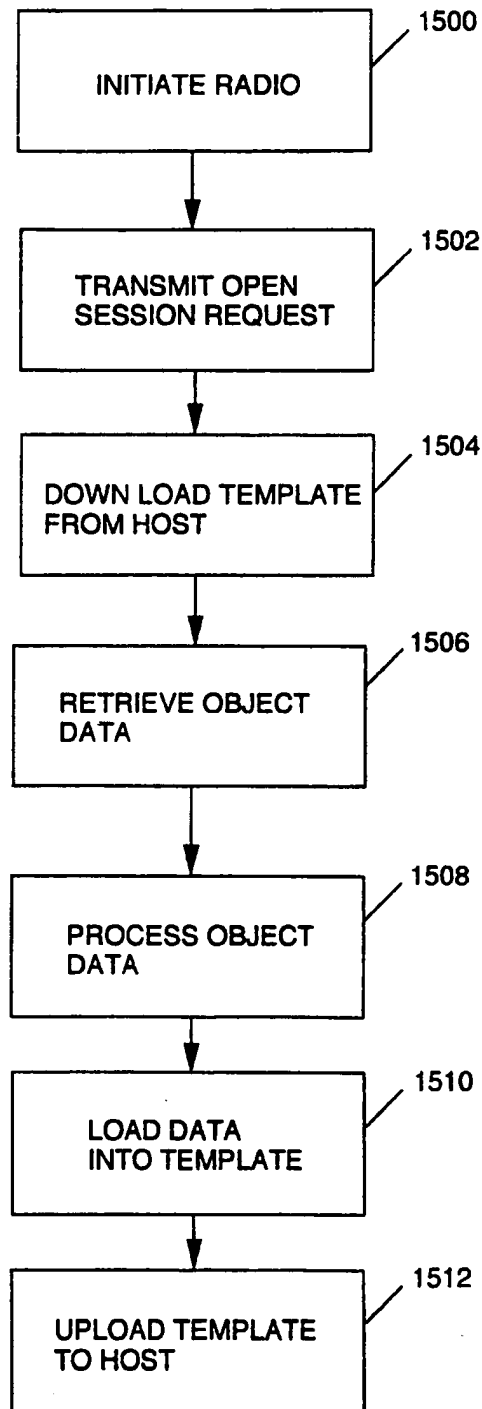 1500
INITIATE RADIO
1502
TRANSMIT OPEN
SESSION REQUEST
1504
DOWN LOAD TEMPLATE
FROM HOST
1506
RETRIEVE OBJECT
DATA
1508
PROCESS OBJECT
DATA
1510
LOAD DATA
INTO TEMPLATE
1512
UPLOAD TEMPLATE
TO HOST